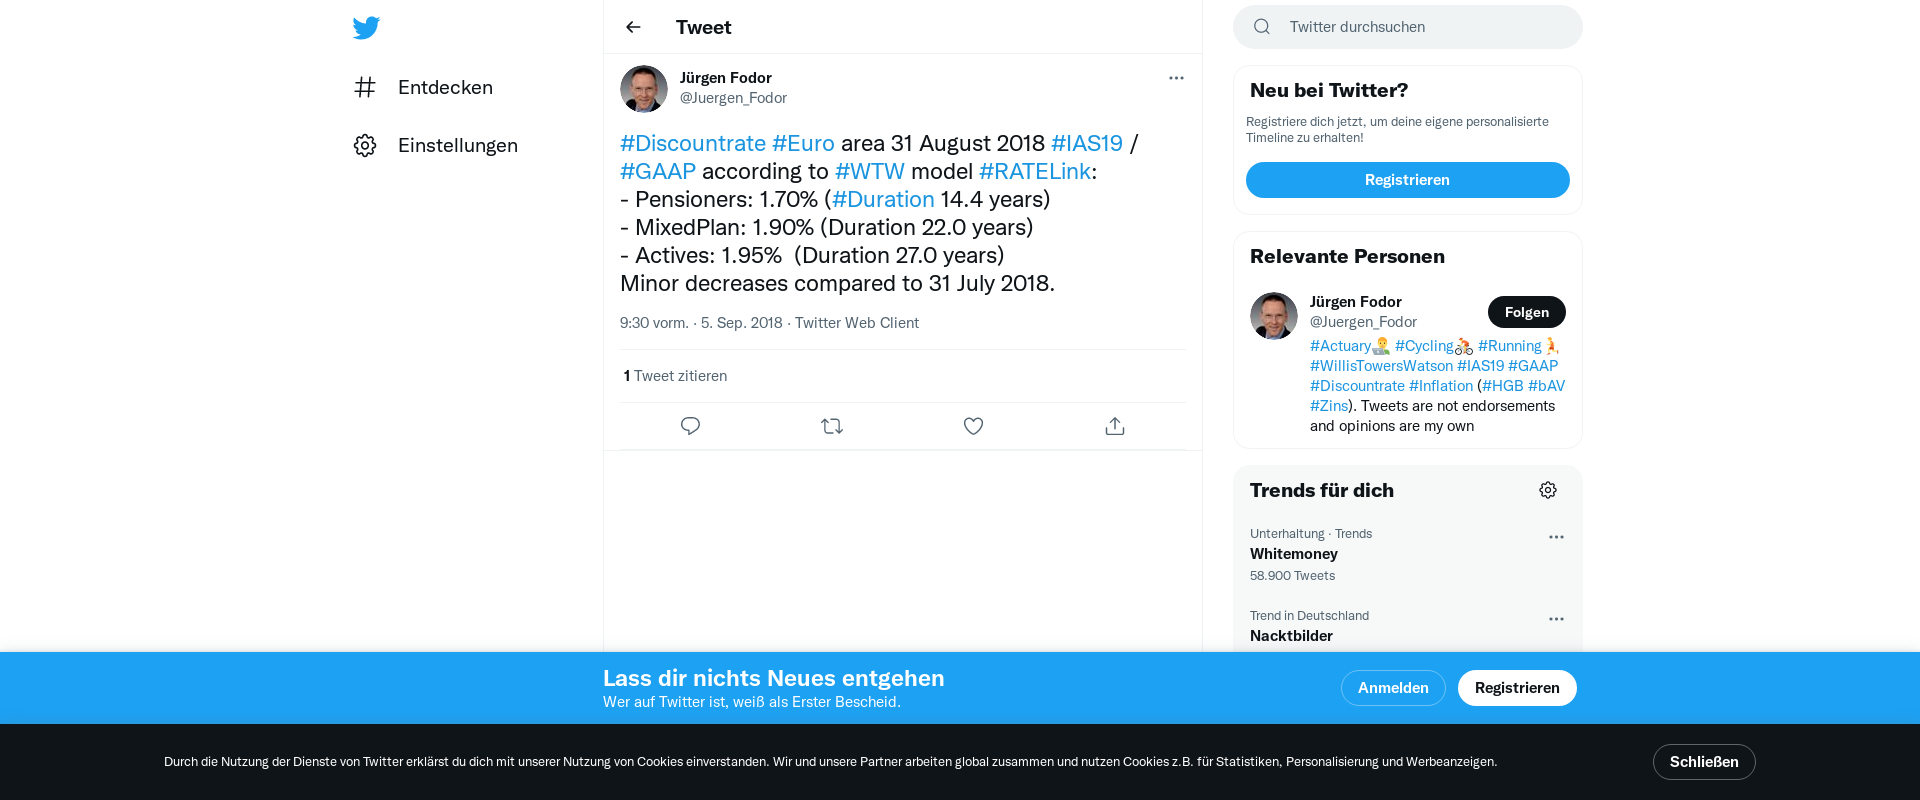 Entdecken
Einstellungen
Tweet
Jürgen Fodor
@Juergen_Fodor
#Discountrate #Euro area 31 August 2018 #IAS19 /
#GAAP according to #WTW model #RATELink:
- Pensioners: 1.70% (#Duration 14.4 years)
- MixedPlan: 1.90% (Duration 22.0 years)
- Actives: 1.95%  (Duration 27.0 years)
Minor decreases compared to 31 July 2018.
9:30 vorm. · 5. Sep. 2018 · Twitter Web Client
1 Tweet zitieren
Twitter durchsuchen
Neu bei Twitter?
Registriere dich jetzt, um deine eigene personalisierte
Timeline zu erhalten!
Registrieren
Relevante Personen
Jürgen Fodor
@Juergen_Fodor
Folgen
#Actuary👨‍💻 #Cycling🚴 #Running🏃
#WillisTowersWatson #IAS19 #GAAP
#Discountrate #Inflation (#HGB #bAV
#Zins). Tweets are not endorsements
and opinions are my own
Trends für dich
Unterhaltung · Trends
Whitemoney
58.900 Tweets
Trend in Deutschland
Nacktbilder
Lass dir nichts Neues entgehen
Wer auf Twitter ist, weiß als Erster Bescheid.
Anmelden
Registrieren
Durch die Nutzung der Dienste von Twitter erklärst du dich mit unserer Nutzung von Cookies einverstanden. Wir und unsere Partner arbeiten global zusammen und nutzen Cookies z.B. für Statistiken, Personalisierung und Werbeanzeigen.
Schließen